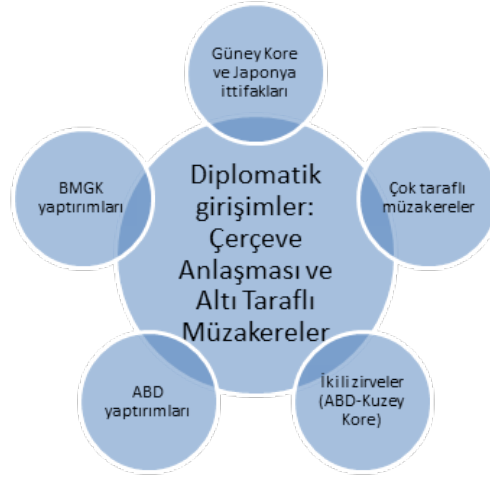 Güney Kore
ve Japonya
ittifakları
BMGK
yaptırımları
Diplomatik
girişimler:
Çerçeve
Anlaşması ve
Altı Taraflı
Müzakereler
Çok taraflı
müzakereler
ABD
yaptırımları
İkili zirveler
(ABD-Kuzey
Kore)